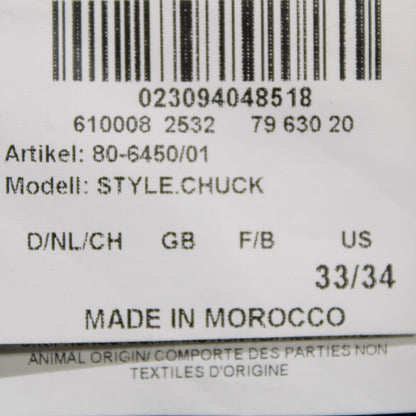 023094048518
610008 2532 79 630 20
Artikel: 80-6450/01
Modell: STYLE.CHUCK
D/NL/CH GB F/B US
33/34
MADE IN MOROCCO
ANIMAL ORIGIN/ COMPORTE DES PARTIES NON
TEXTILES D'ORIGINE